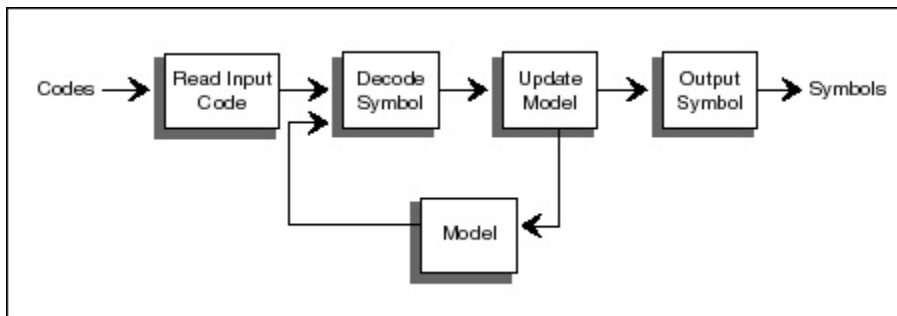 Codes
Read Input
Code
Decode
Symbol
Update
Model
Output
Symbol
Symbols
Model